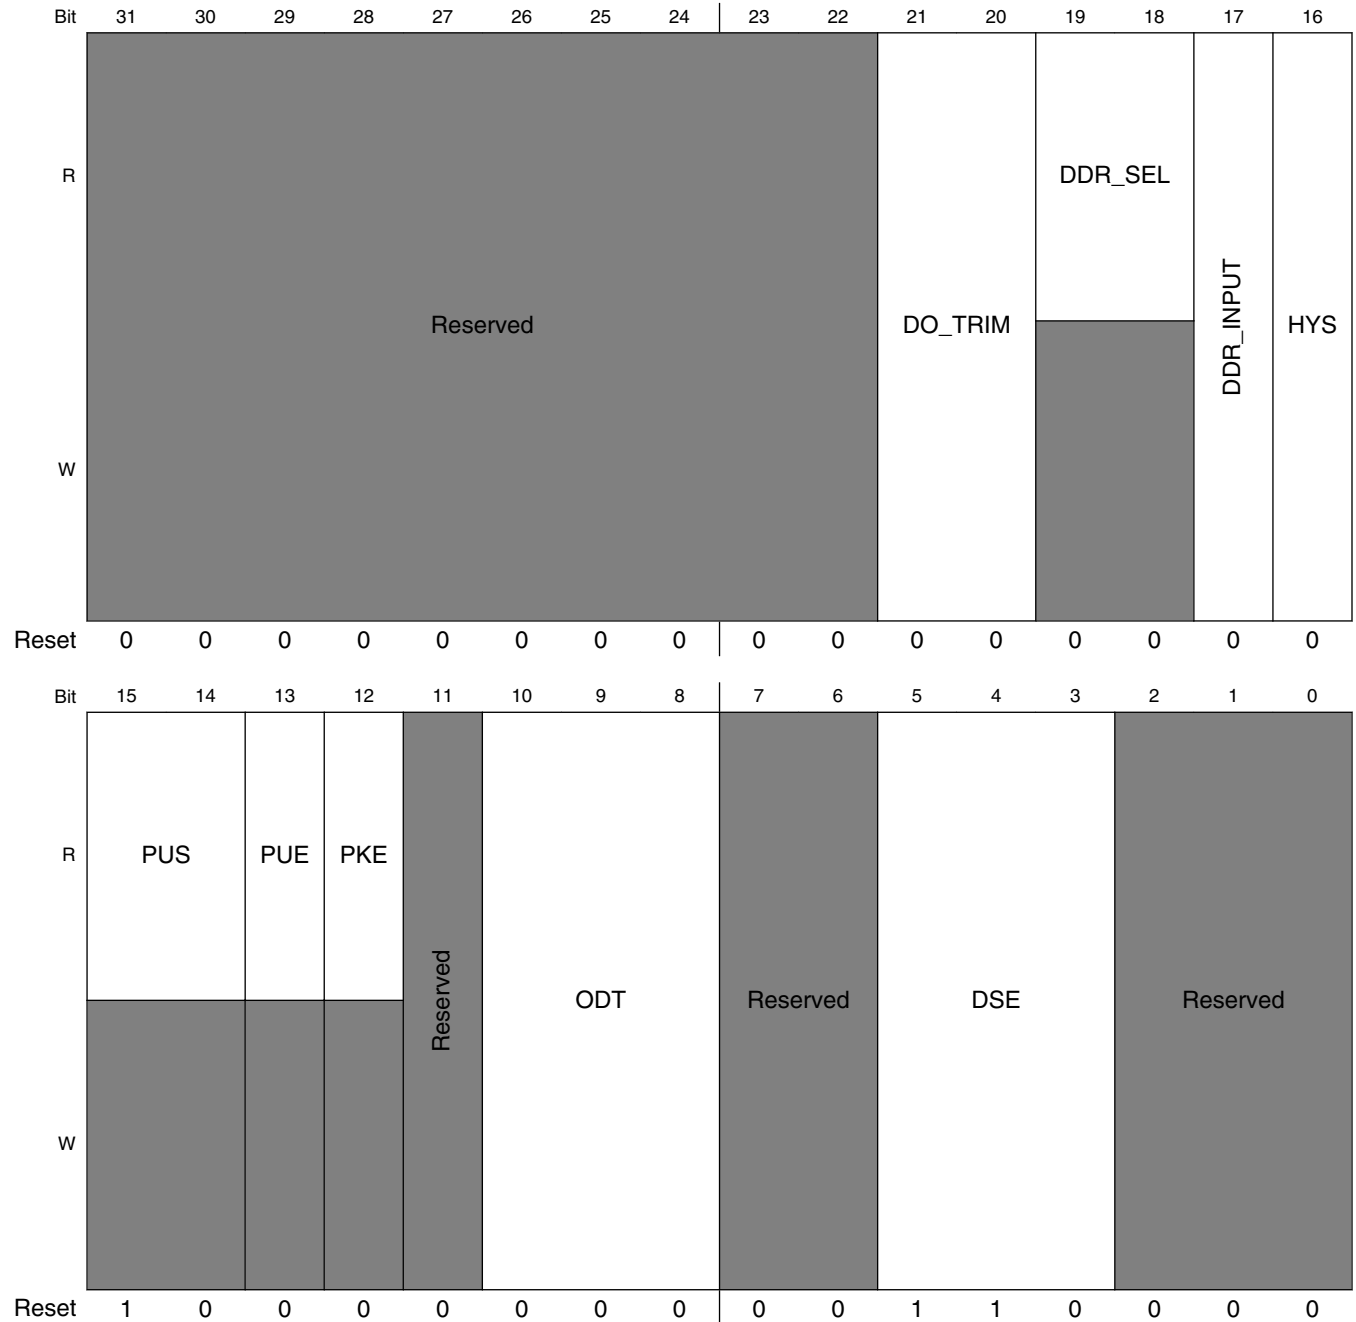 Bit 31 30 29 28 27 26 25 24 23 22 21 20 19 18 17 16
R DDR_SEL
Reserved DO_TRIM DDR_INPUT HYS
W
Reset 0 0 0 0 0 0 0 0 0 0 0 0 0 0 0 0
Bit 15 14 13 12 11 10 9 8 7 6 5 4 3 2 1 0
R PUS PUE PKE
Reserved ODT Reserved DSE Reserved
W
Reset 1 0 0 0 0 0 0 0 0 0 1 1 0 0 0 0